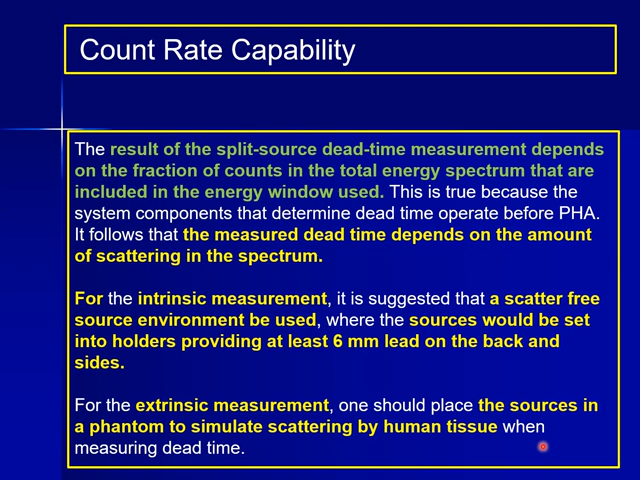 Count Rate Capability
The result of the split-source dead-time measurement depends
on the fraction of counts in the total energy spectrum that are
included in the energy window used. This is true because the
system components that determine dead time operate before PHA.
It follows that the measured dead time depends on the amount
of scattering in the spectrum.
For the intrinsic measurement, it is suggested that a scatter free
source environment be used, where the sources would be set
into holders providing at least 6 mm lead on the back and
sides.
For the extrinsic measurement, one should place the sources in
a phantom to simulate scattering by human tissue when
measuring dead time.